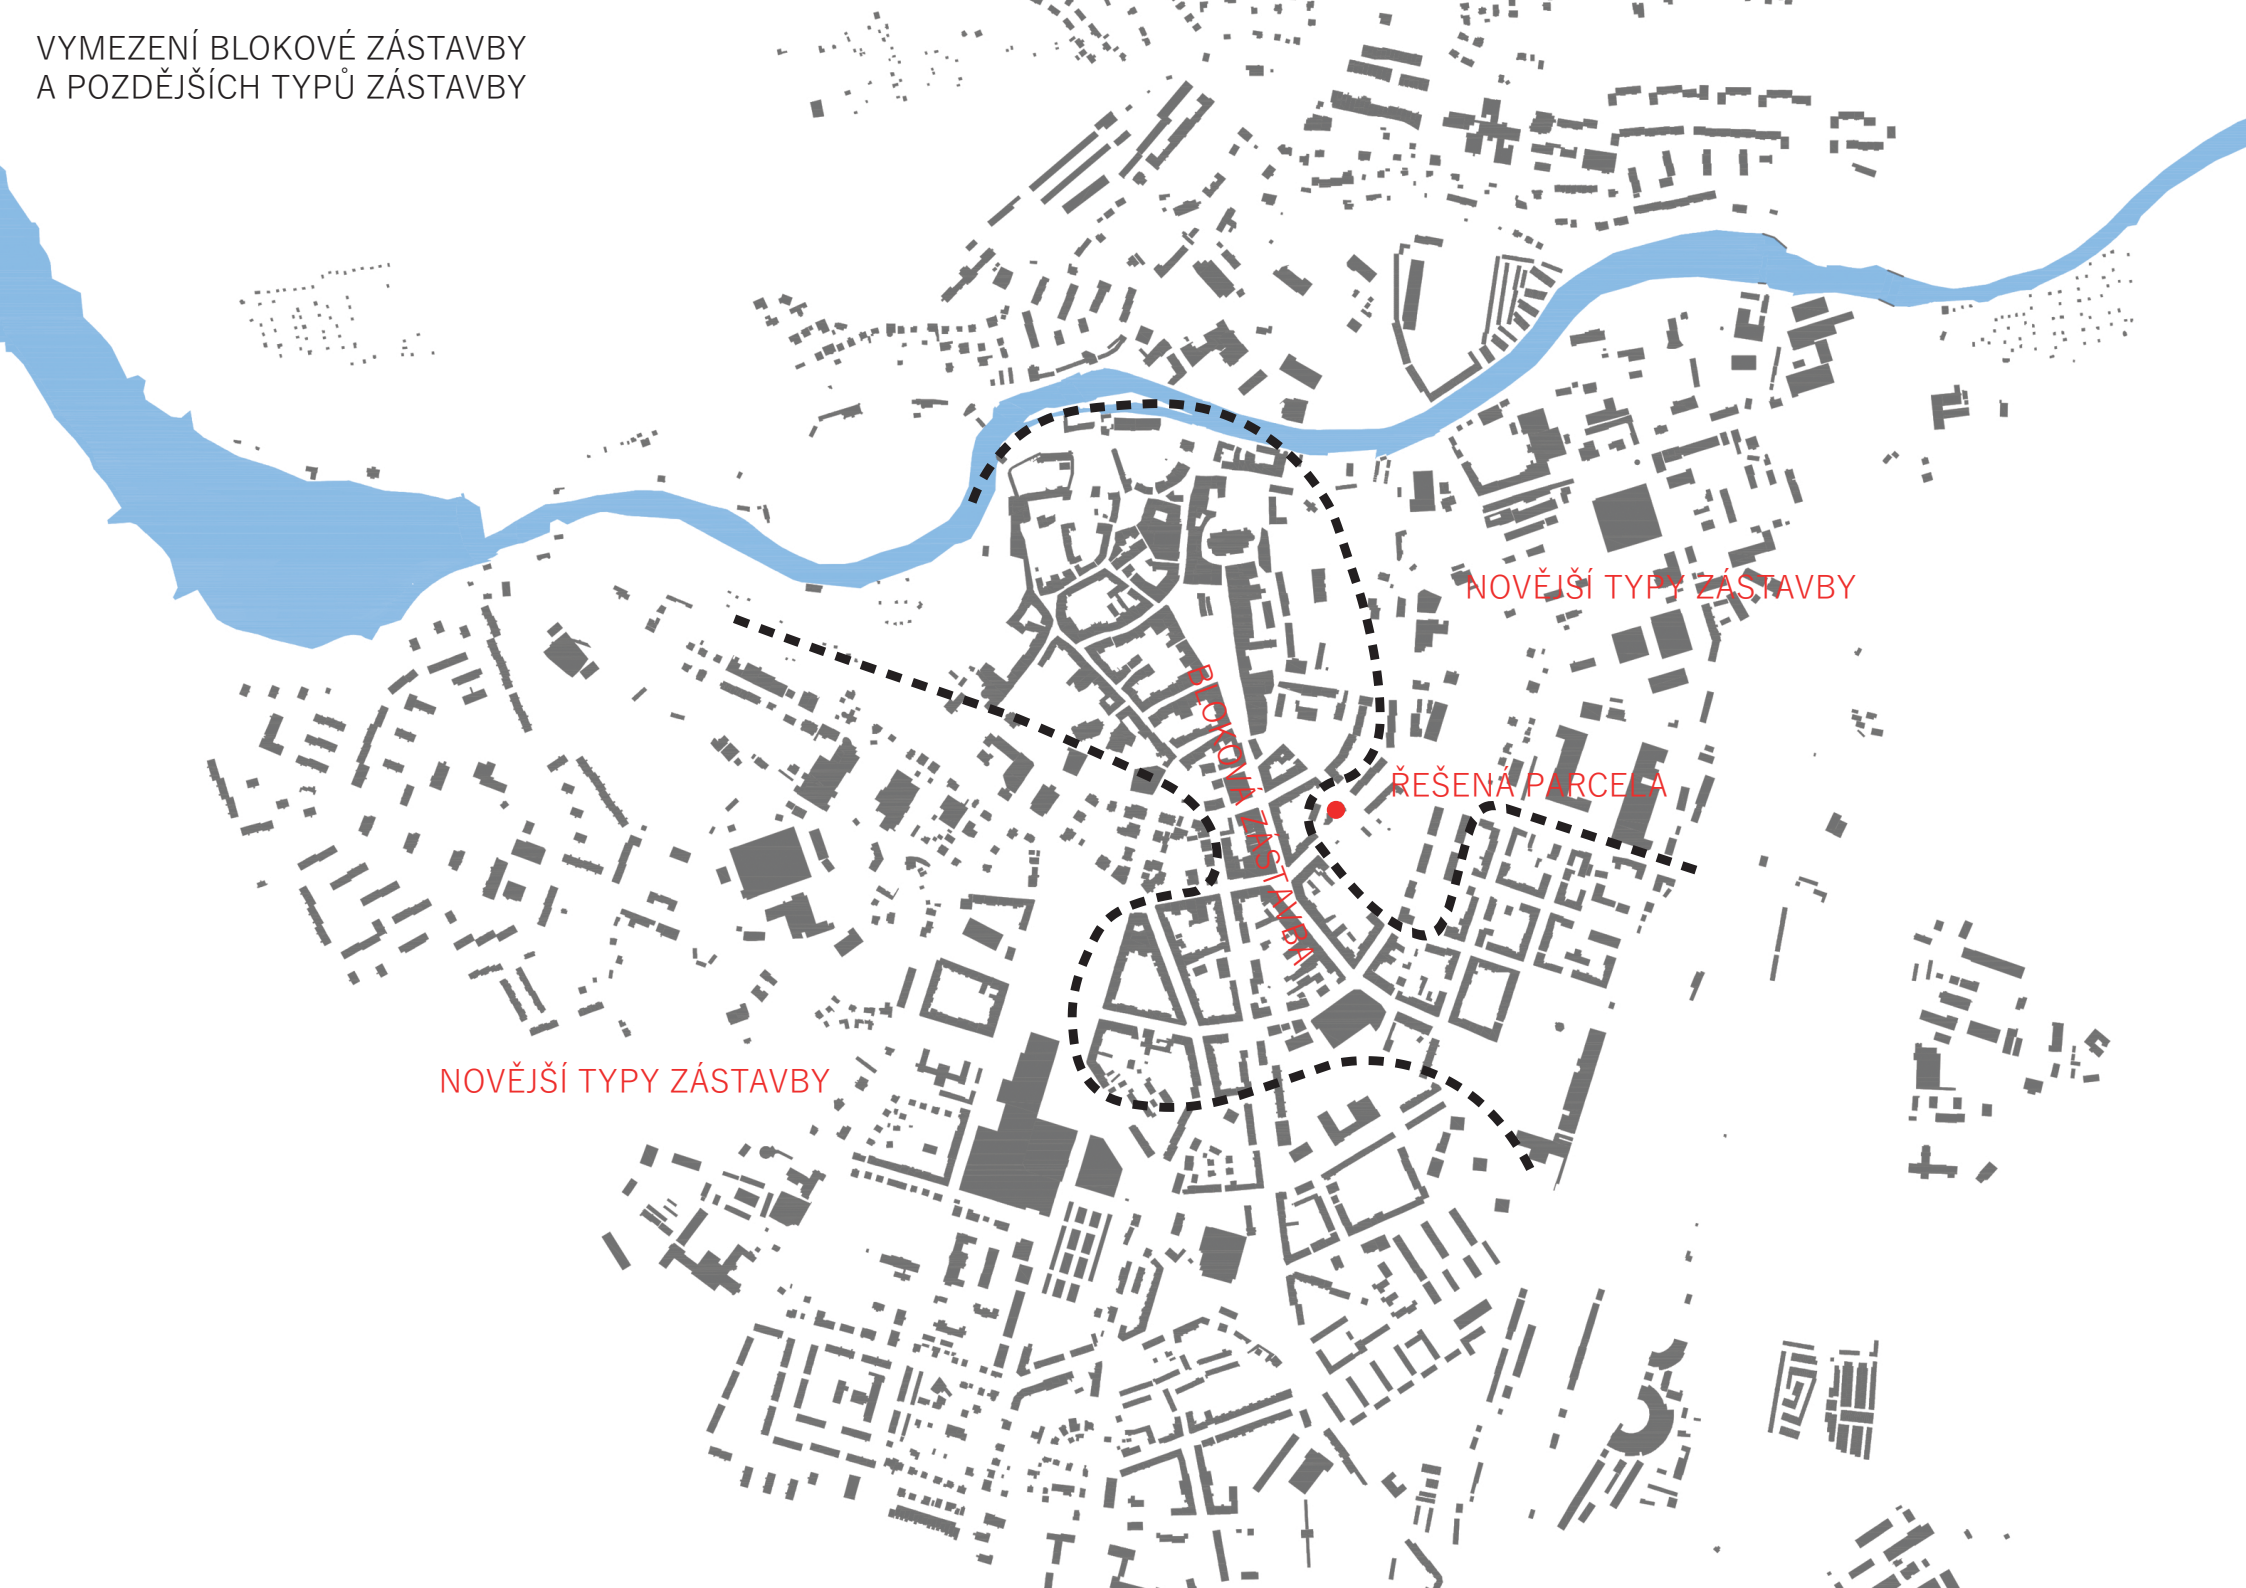 VYMEZENÍ BLOKOVÉ ZÁSTAVBY
A POZDĚJŠÍCH TYPŮ ZÁSTAVBY
NOVĚJŠÍ TYPY ZÁSTAVBY
BLOKOVÁ ZÁSTAVBA
ŘEŠENÁ PARCELA
NOVĚJŠÍ TYPY ZÁSTAVBY